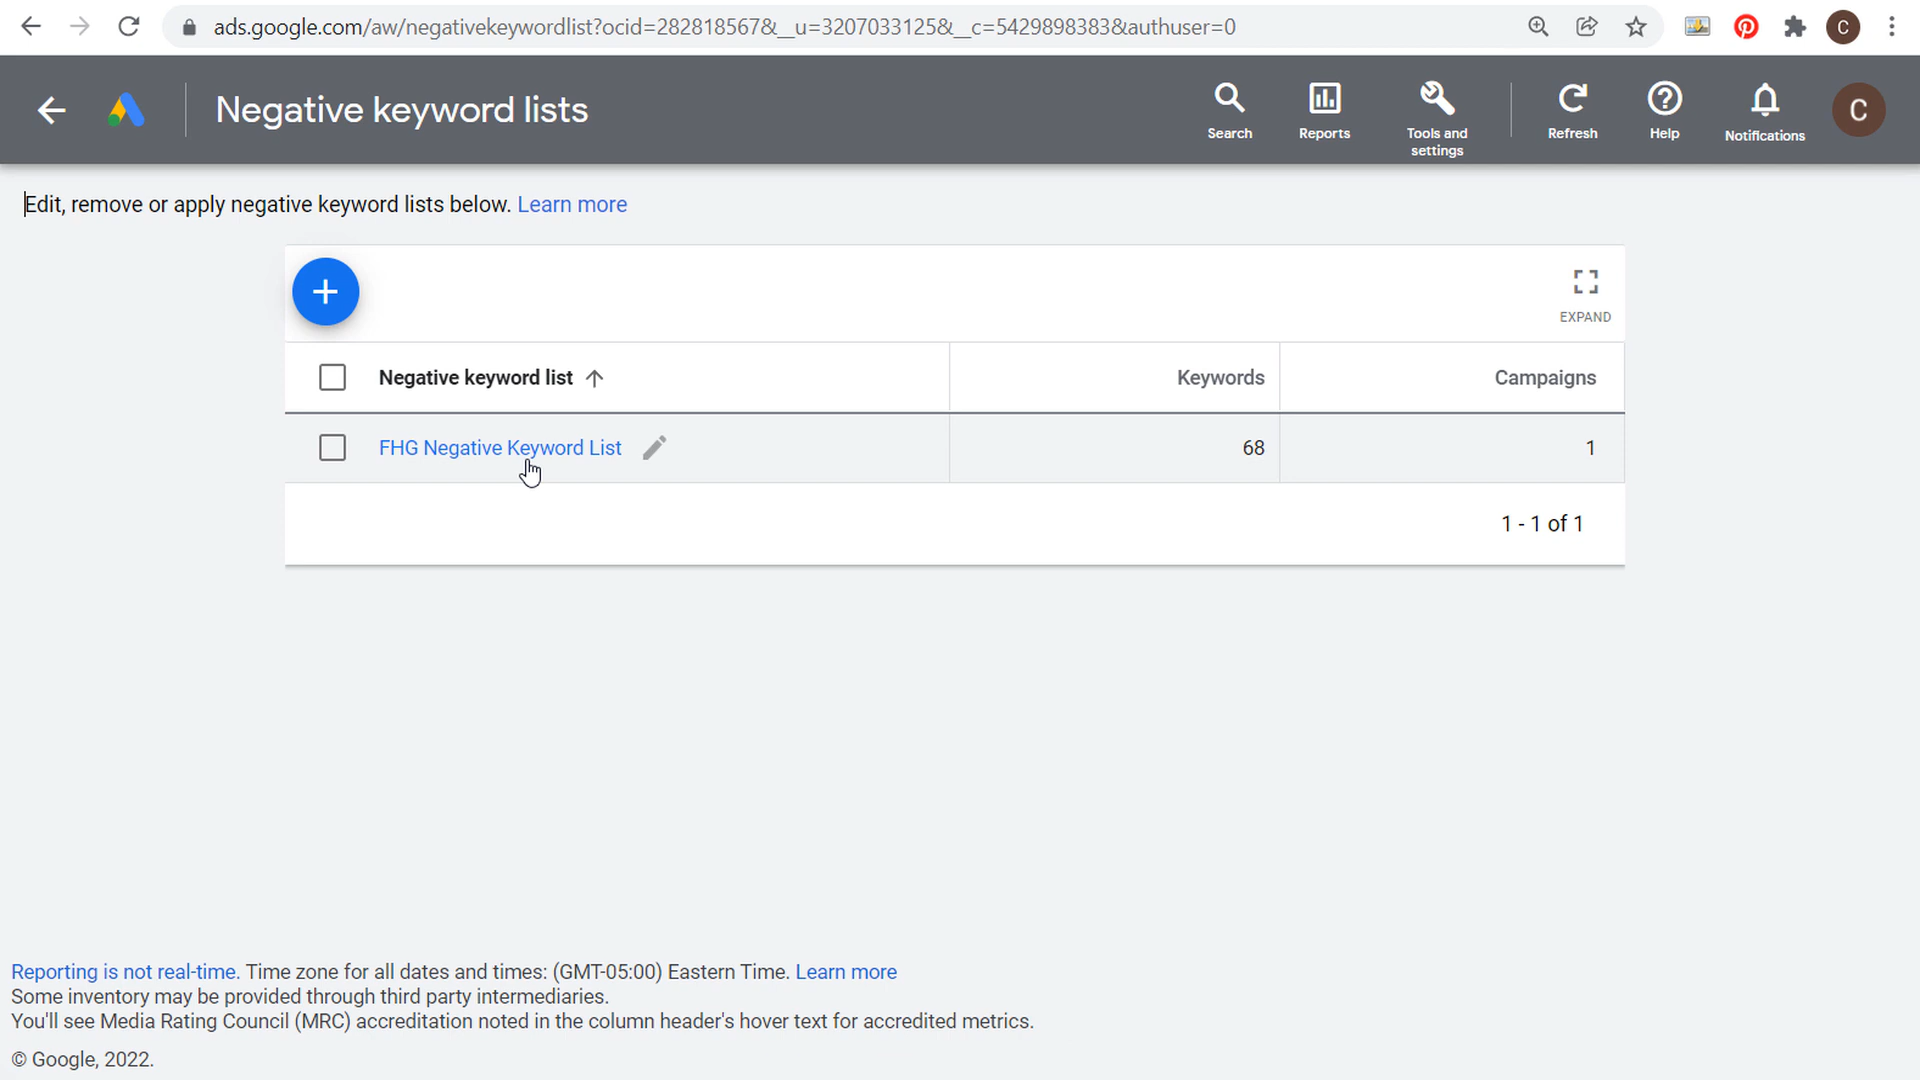 ads.google.com/aw/negativekeywordlist?ocid=282818567&__u=3207033125&__c=5429898383&authuser=0
C
Negative keyword lists
Search
Reports
Tools and
settings
Refresh
Help
Notifications
C
Edit, remove or apply negative keyword lists below. Learn more
EXPAND
Negative keyword list
Keywords
Campaigns
FHG Negative Keyword List
68
1
1 - 1 of 1
Reporting is not real-time. Time zone for all dates and times: (GMT-05:00) Eastern Time. Learn more
Some inventory may be provided through third party intermediaries.
You'll see Media Rating Council (MRC) accreditation noted in the column header's hover text for accredited metrics.
© Google, 2022.